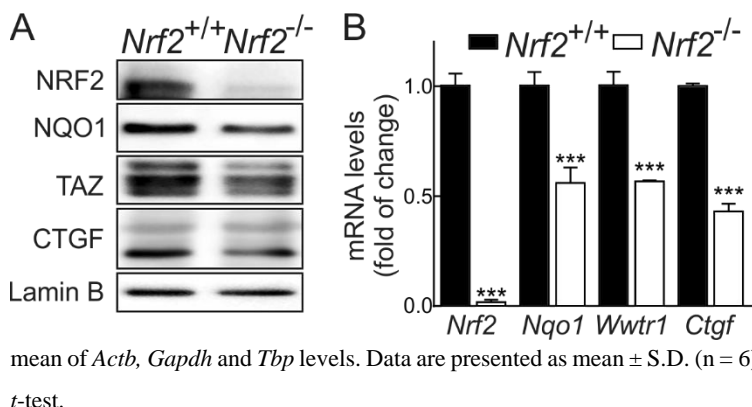 A
Nrf2+/+ Nrf2-/-
NRF2
NQO1
TAZ
CTGF
Lamin B
B
Nrf2+/+ Nrf2-/-
mRNA levels
(fold of change)
1.0
0.5
0.0
***
***
***
***
Nrf2 Nqo1 Wwtr1 Ctgf
mean of Actb, Gapdh and Tbp levels. Data are presented as mean ± S.D. (n = 6)
t-test.